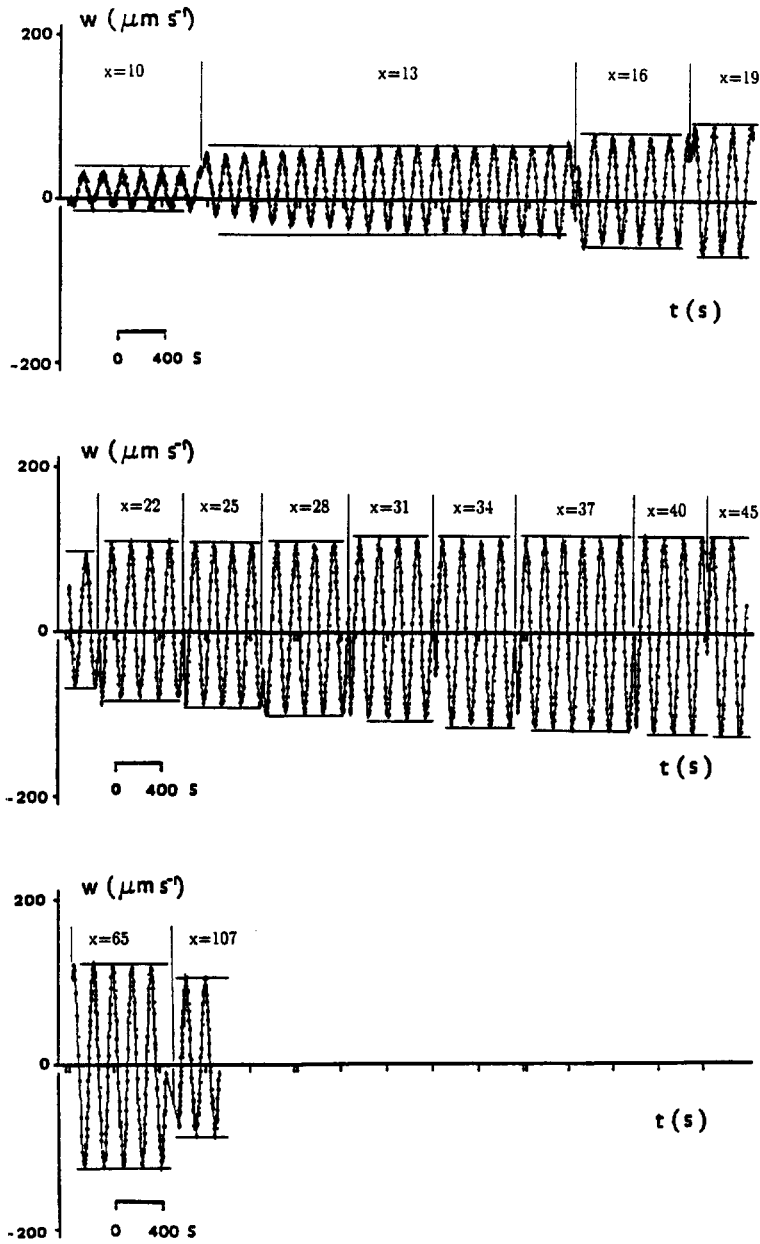 w (μm s⁻¹)
200
x=10 x=13 x=16 x=19
0
t (s)
0 400 S
-200
w (μm s⁻¹)
200
x=22 x=25 x=28 x=31 x=34 x=37 x=40 x=45
0
t (s)
0 400 S
-200
w (μm s⁻¹)
200
x=65 x=107
0
t (s)
0 400 S
-200